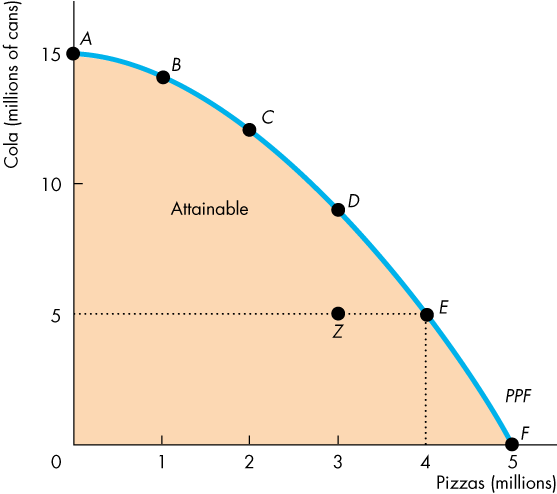 Cola (millions of cans)
A
15
B
C
10
Attainable
D
5
E
Z
PPF
F
0
1
2
3
4
5
Pizzas (millions)